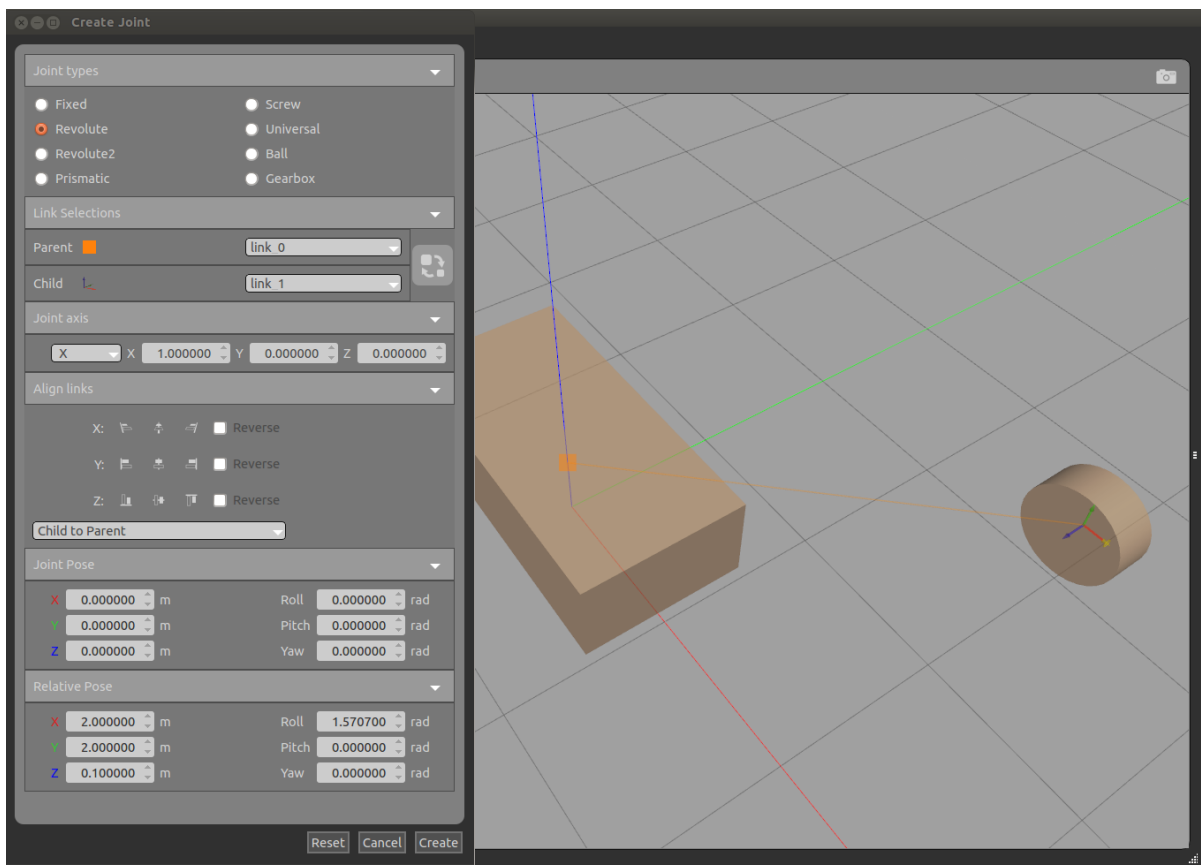 Create Joint
Joint types
Fixed Screw
Revolute Universal
Revolute2 Ball
Prismatic Gearbox
Link Selections
Parent link_0
Child link_1
Joint axis
X X 1.000000 Y 0.000000 Z 0.000000
Align links
X: Reverse
Y: Reverse
Z: Reverse
Child to Parent
Joint Pose
X 0.000000 m Roll 0.000000 rad
Y 0.000000 m Pitch 0.000000 rad
Z 0.000000 m Yaw 0.000000 rad
Relative Pose
X 2.000000 m Roll 1.570700 rad
Y 2.000000 m Pitch 0.000000 rad
Z 0.100000 m Yaw 0.000000 rad
Reset Cancel Create